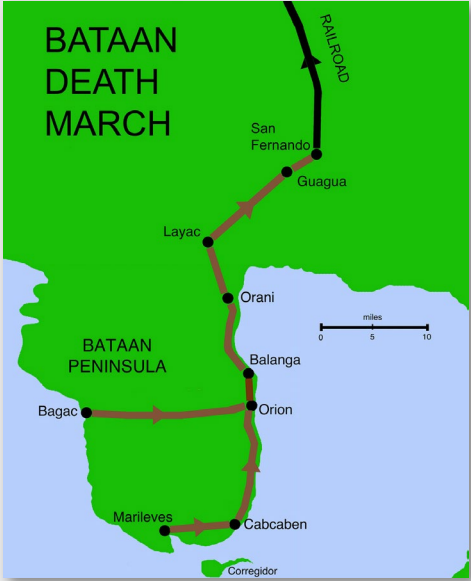 BATAAN
DEATH
MARCH
RAILROAD
San
Fernando
Guagua
Layac
Orani
miles
0 5 10
BATAAN
PENINSULA
Balanga
Bagac
Orion
Marileves
Cabcaben
Corregidor